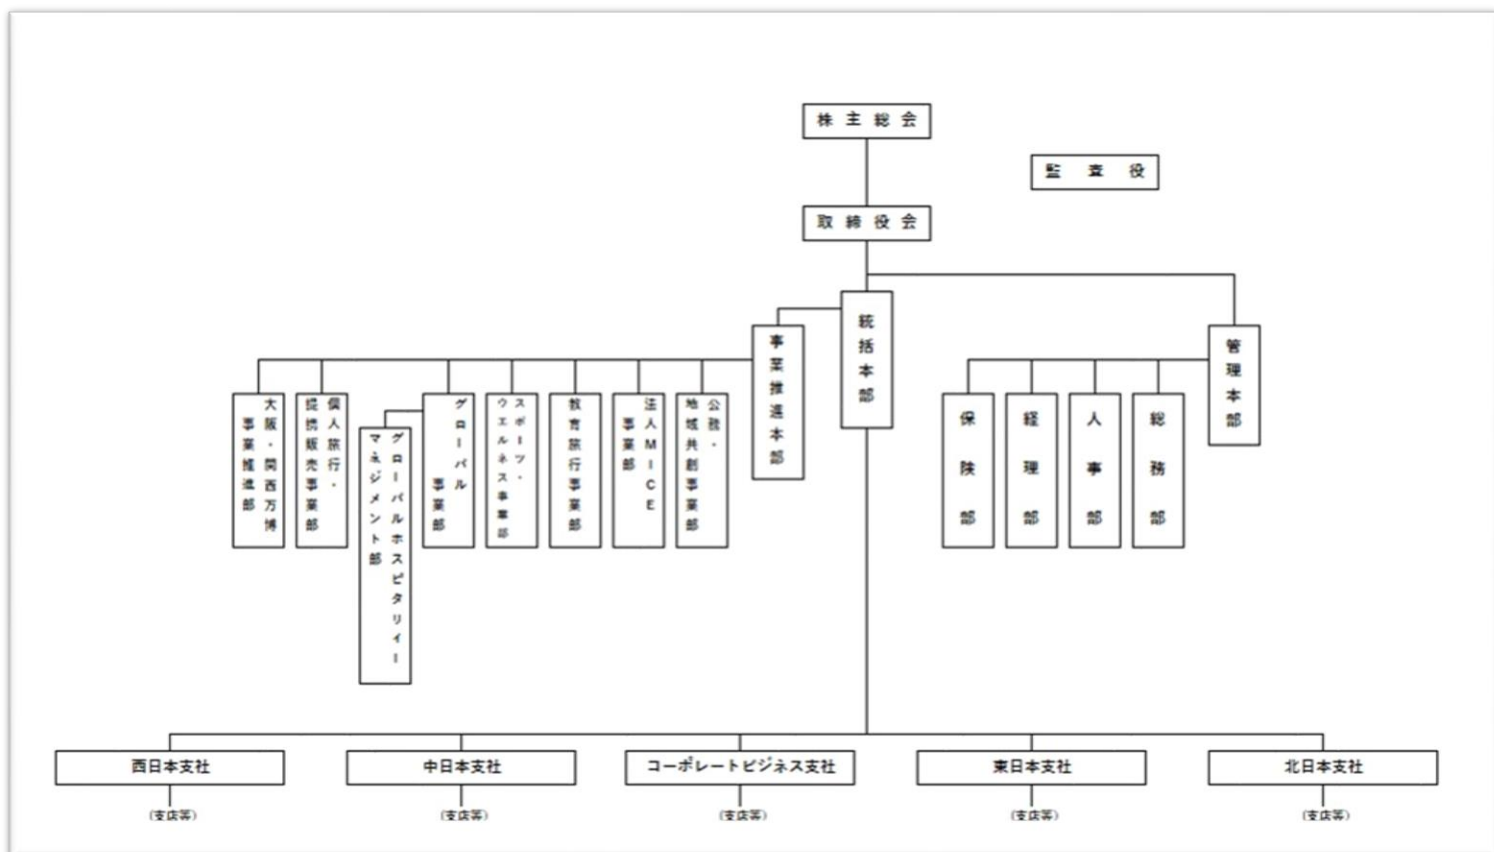 株主総会
監査役
取締役会
統括本部
事業推進本部
管理本部
大阪・関西万博
事業推進部
個人旅行・
提携販売事業部
グローバルホスピタリィー
マネジメント部
グローバル
事業部
スポーツ・
ウエルネス事業部
教育旅行事業部
法人MICE
事業部
公務・
地域共創事業部
保険部
経理部
人事部
総務部
西日本支社
中日本支社
コーポレートビジネス支社
東日本支社
北日本支社
(支店等)
(支店等)
(支店等)
(支店等)
(支店等)